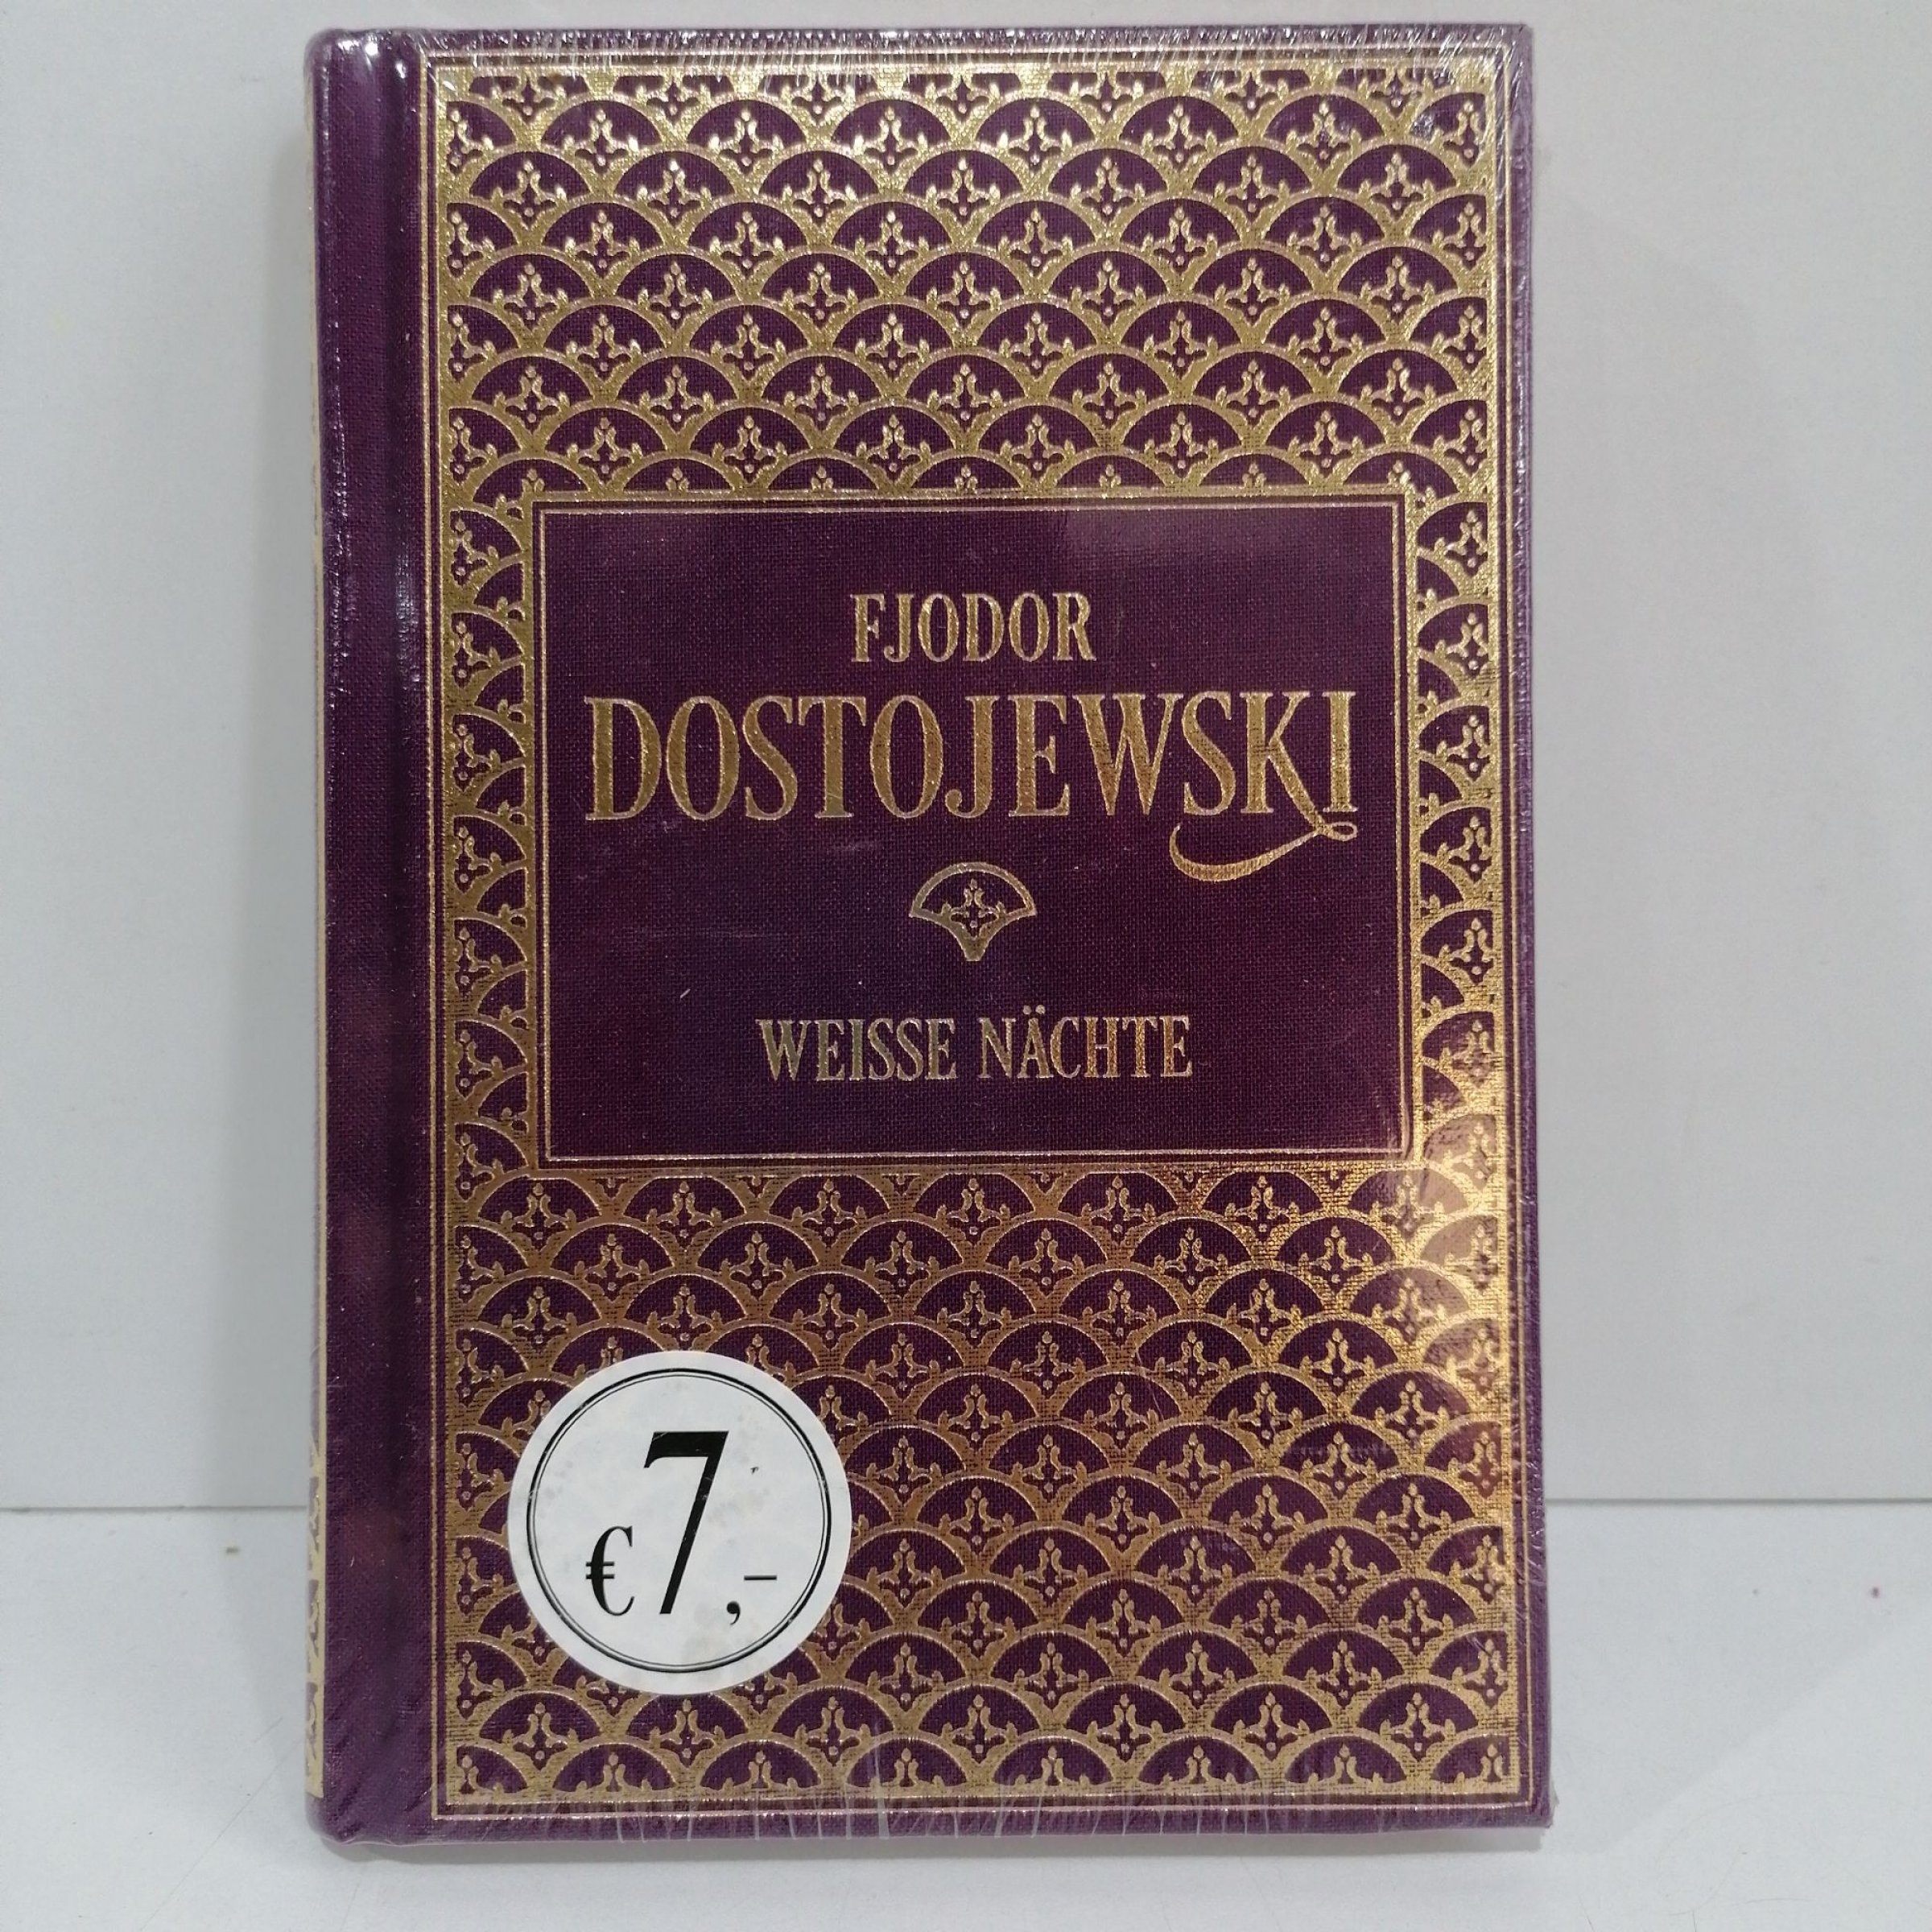 FJODOR
DOSTOJEWSKI
WEISSE NÄCHTE
€7,-